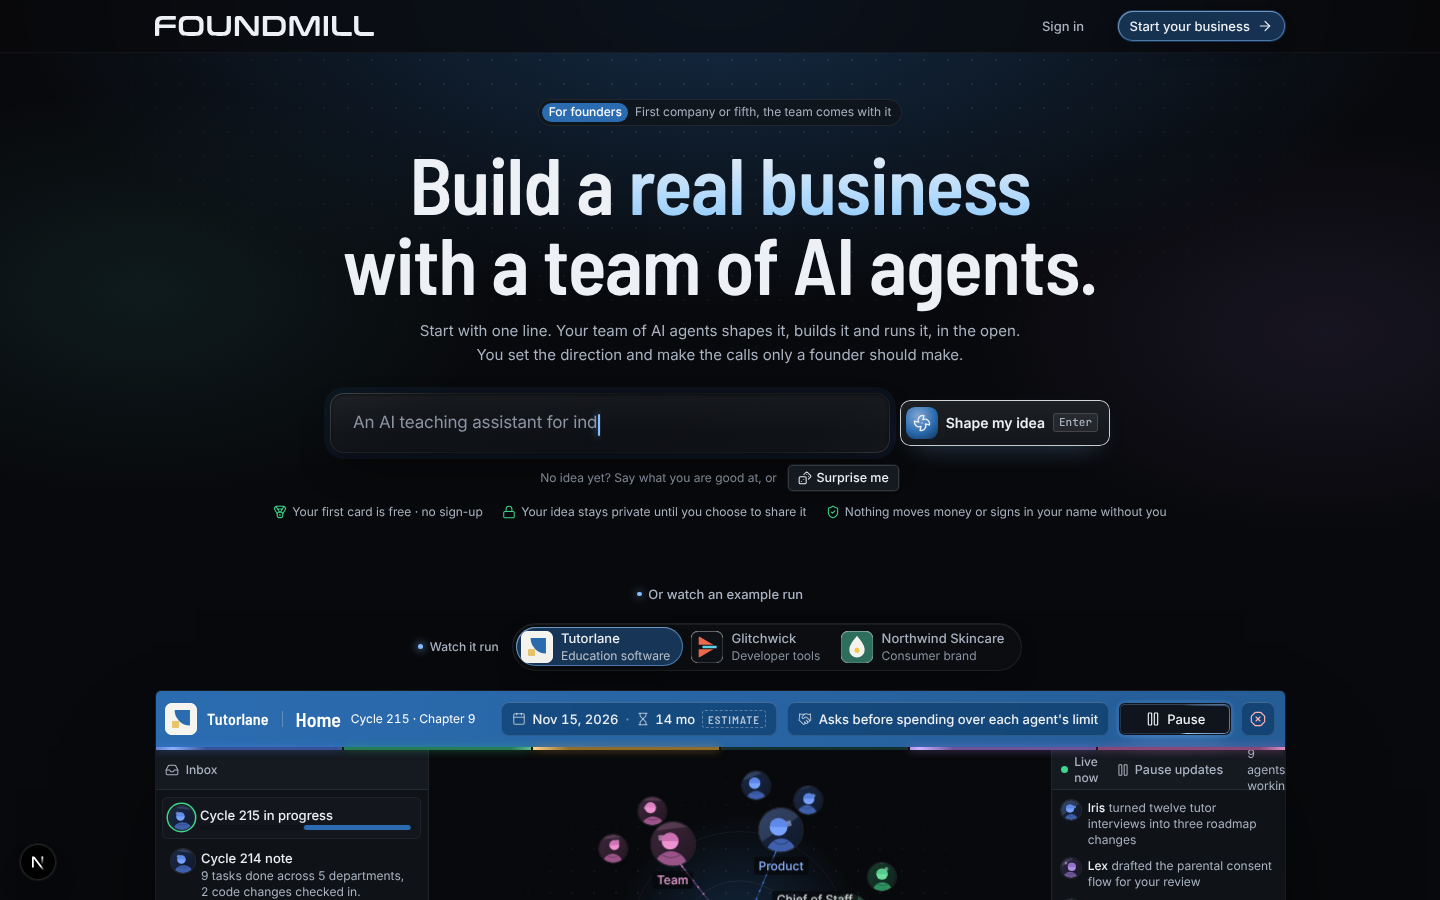 FOUNDMILL
Sign in
Start your business
For founders
First company or fifth, the team comes with it
Build a real business
with a team of AI agents.
Start with one line. Your team of AI agents shapes it, builds it and runs it, in the open.
You set the direction and make the calls only a founder should make.
An AI teaching assistant for ind
Shape my idea
Enter
No idea yet? Say what you are good at, or
Surprise me
Your first card is free · no sign-up
Your idea stays private until you choose to share it
Nothing moves money or signs in your name without you
Or watch an example run
Watch it run
Tutorlane
Education software
Glitchwick
Developer tools
Northwind Skincare
Consumer brand
Tutorlane
Home
Cycle 215 · Chapter 9
Nov 15, 2026 · 14 mo
ESTIMATE
Asks before spending over each agent's limit
Pause
Inbox
Live
now
Pause updates
9
agents
workin
Cycle 215 in progress
Cycle 214 note
9 tasks done across 5 departments,
2 code changes checked in.
Team
Product
Chief of Staff
Iris turned twelve tutor
interviews into three roadmap
changes
Lex drafted the parental consent
flow for your review
N